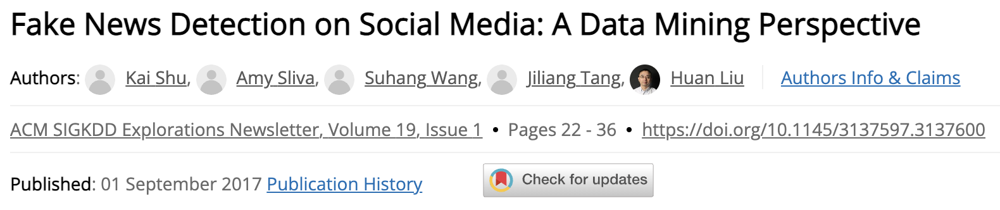 Fake News Detection on Social Media: A Data Mining Perspective
Authors: Kai Shu, Amy Sliva, Suhang Wang, Jiliang Tang, Huan Liu Authors Info & Claims
ACM SIGKDD Explorations Newsletter, Volume 19, Issue 1 • Pages 22 - 36 • https://doi.org/10.1145/3137597.3137600
Published: 01 September 2017 Publication History Check for updates